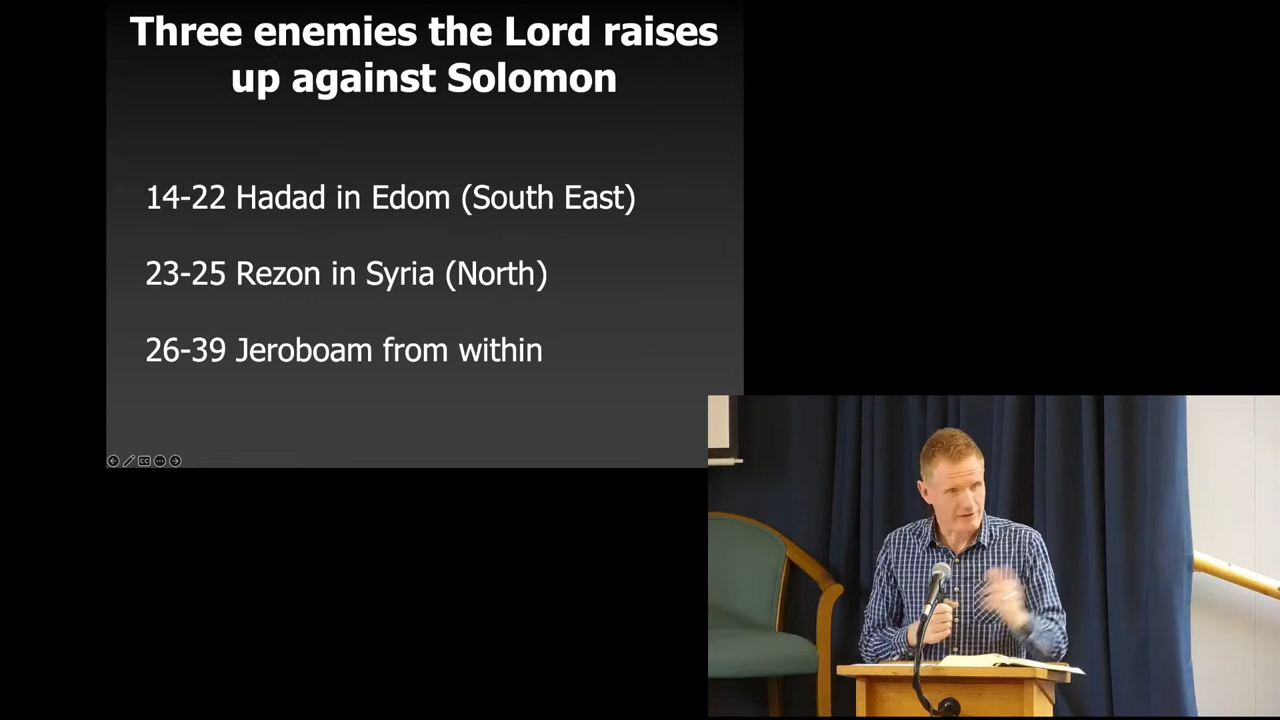 Three enemies the Lord raises
up against Solomon
14-22 Hadad in Edom (South East)
23-25 Rezon in Syria (North)
26-39 Jeroboam from within